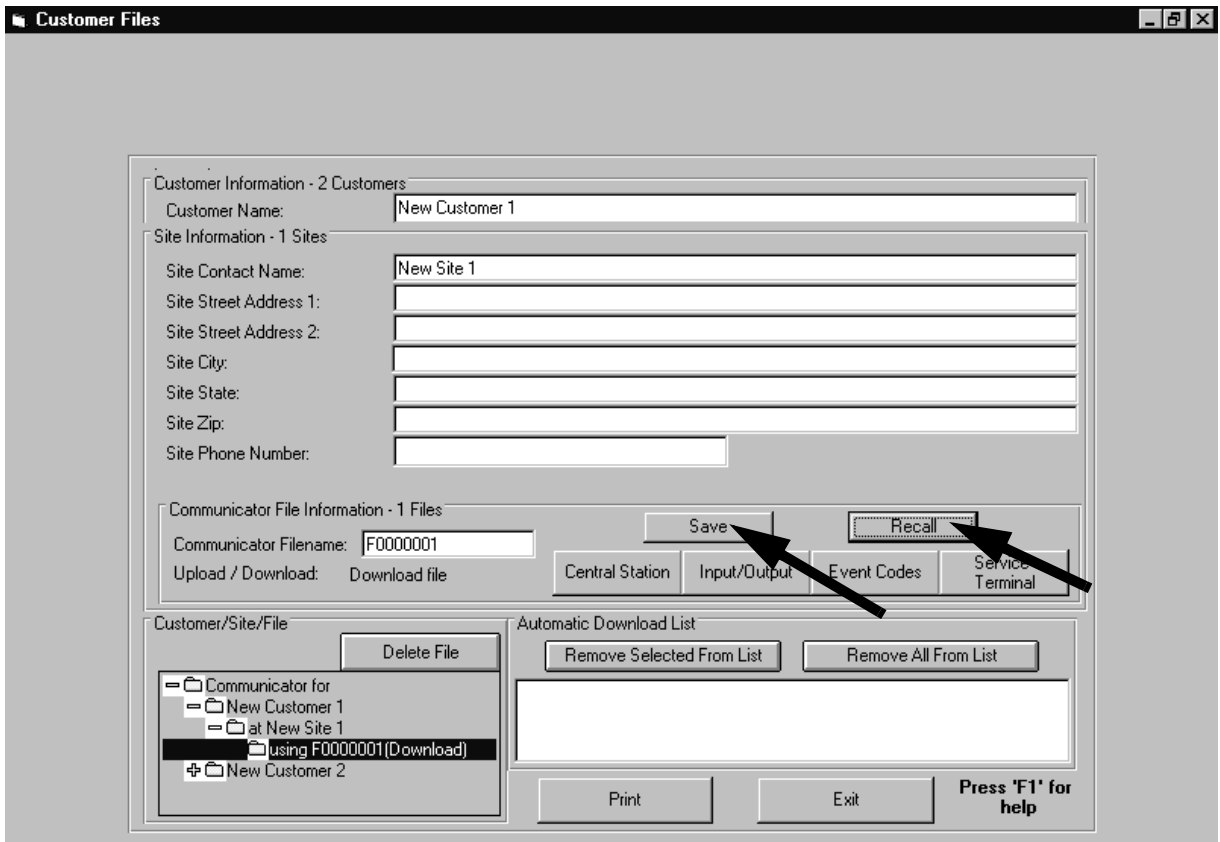 Customer Files
Customer Information - 2 Customers
Customer Name: New Customer 1
Site Information - 1 Sites
Site Contact Name: New Site 1
Site Street Address 1:
Site Street Address 2:
Site City:
Site State:
Site Zip:
Site Phone Number:
Communicator File Information - 1 Files
Save Recall
Communicator Filename: F0000001
Upload / Download: Download file
Central Station Input/Output Event Codes Service
Terminal
Customer/Site/File
Delete File
Communicator for
New Customer 1
at New Site 1
using F0000001(Download)
New Customer 2
Automatic Download List
Remove Selected From List Remove All From List
Print Exit
Press 'F1' for
help